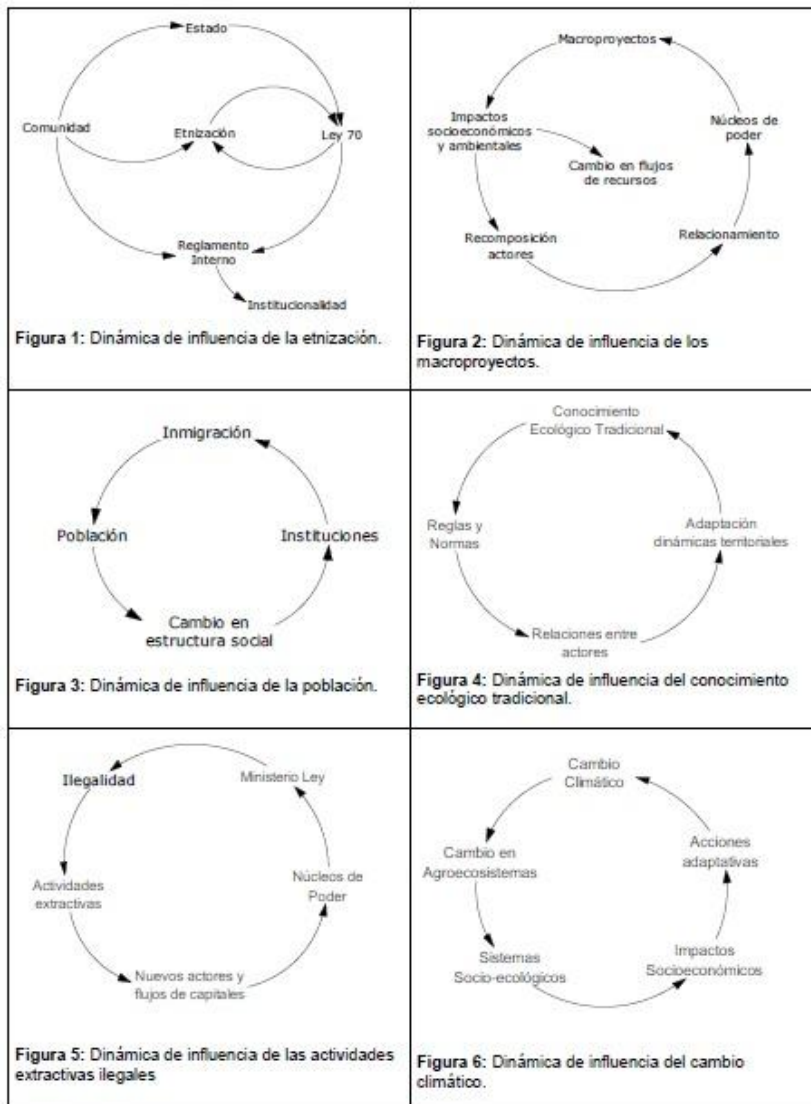 Estado
Comunidad
Etnización
Ley 70
Reglamento
Interno
Institucionalidad
Figura 1: Dinámica de influencia de la etnización.
Macroproyectos
Impactos
socioeconómicos
y ambientales
Núcleos de
poder
Cambio en flujos
de recursos
Recomposición
actores
Relacionamiento
Figura 2: Dinámica de influencia de los
macroproyectos.
Inmigración
Población
Instituciones
Cambio en
estructura social
Figura 3: Dinámica de influencia de la población.
Conocimiento
Ecológico Tradicional
Reglas y
Normas
Adaptación
dinámicas territoriales
Relaciones entre
actores
Figura 4: Dinámica de influencia del conocimiento
ecológico tradicional.
Ilegalidad
Ministerio Ley
Actividades
extractivas
Núcleos de
Poder
Nuevos actores y
flujos de capitales
Figura 5: Dinámica de influencia de las actividades
extractivas ilegales
Cambio
Climático
Cambio en
Agroecosistemas
Acciones
adaptativas
Sistemas
Socio-ecológicos
Impactos
Socioeconómicos
Figura 6: Dinámica de influencia del cambio
climático.